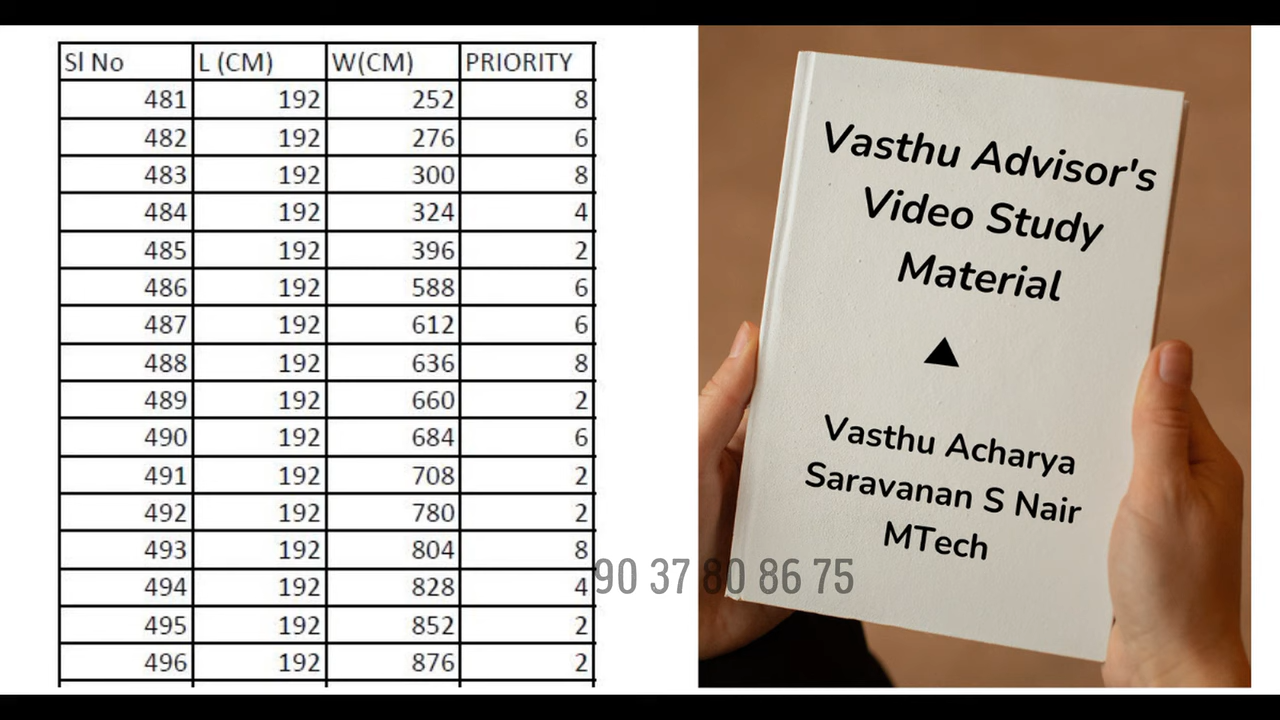 Sl No L (CM) W(CM) PRIORITY
481 192 252 8
482 192 276 6
483 192 300 8
484 192 324 4
485 192 396 2
486 192 588 6
487 192 612 6
488 192 636 8
489 192 660 2
490 192 684 6
491 192 708 2
492 192 780 2
493 192 804 8
494 192 828 4
495 192 852 2
496 192 876 2
Vasthu Advisor's
Video Study
Material
Vasthu Acharya
Saravanan S Nair
MTech
90 37 80 86 75